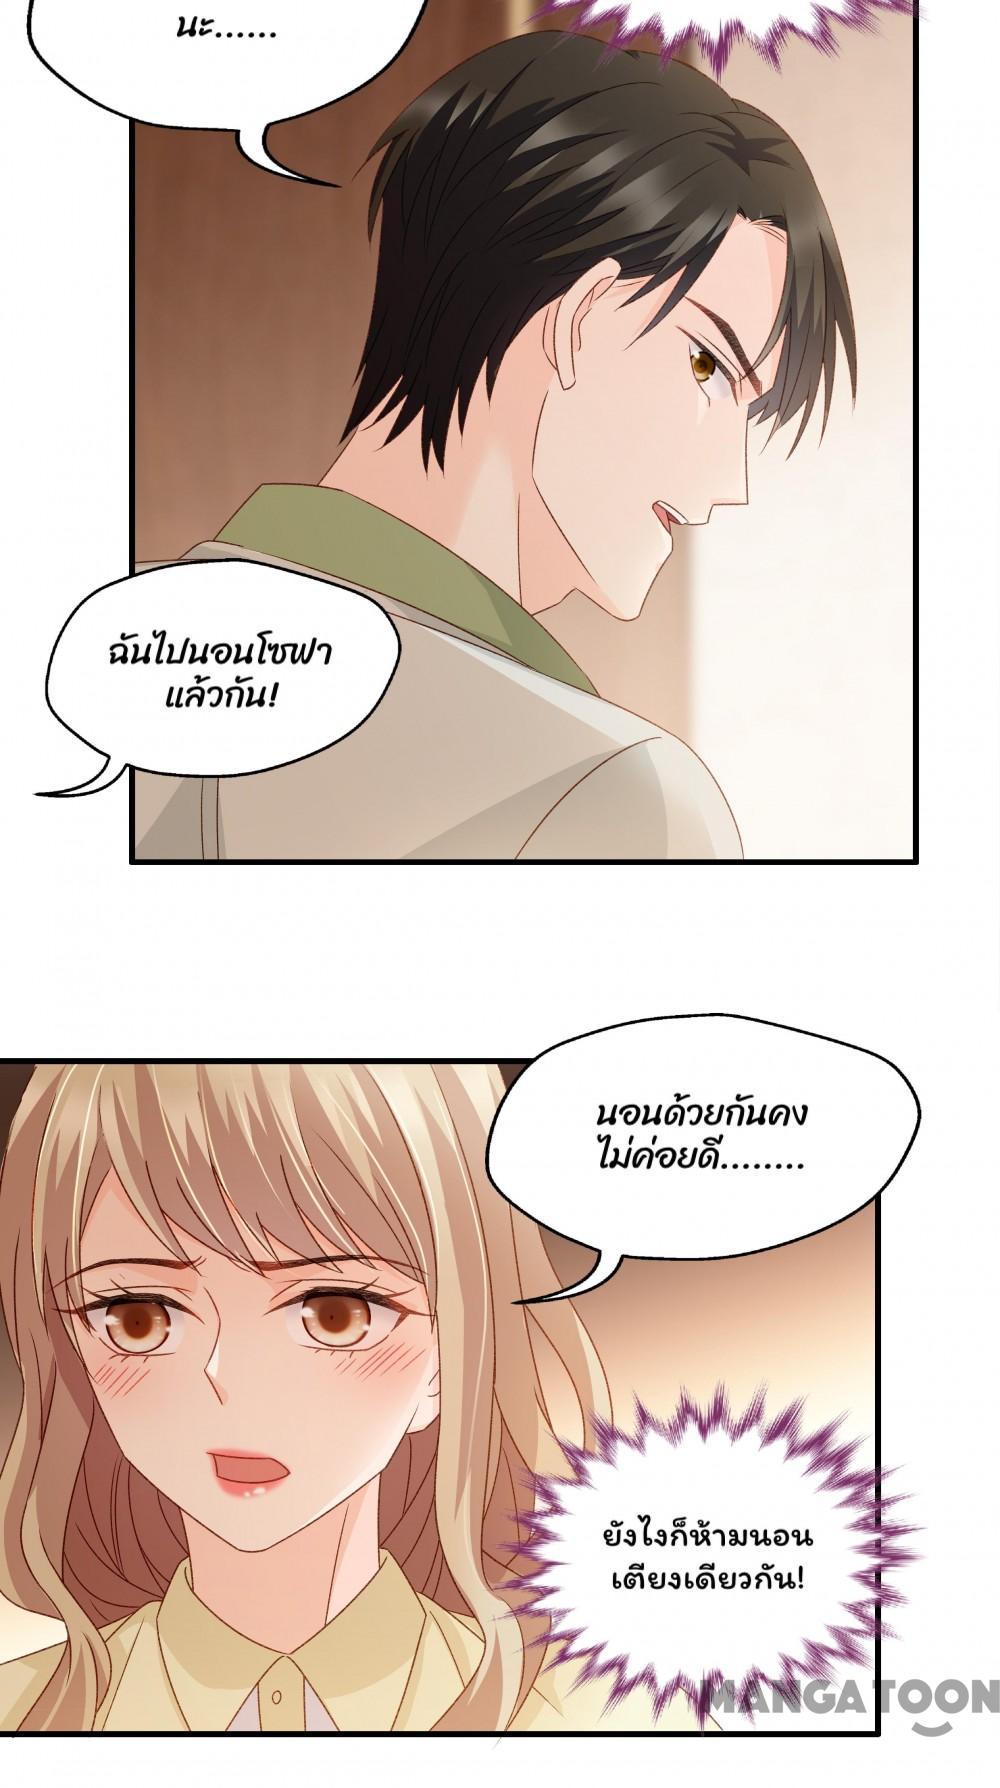 นะ......
ฉันไปนอนโซฟา
แล้วกัน!
นอนด้วยกันคง
ไม่ค่อยดี........
ยังไงก็ห้ามนอน
เตียงเดียวกัน!
MANGATOON